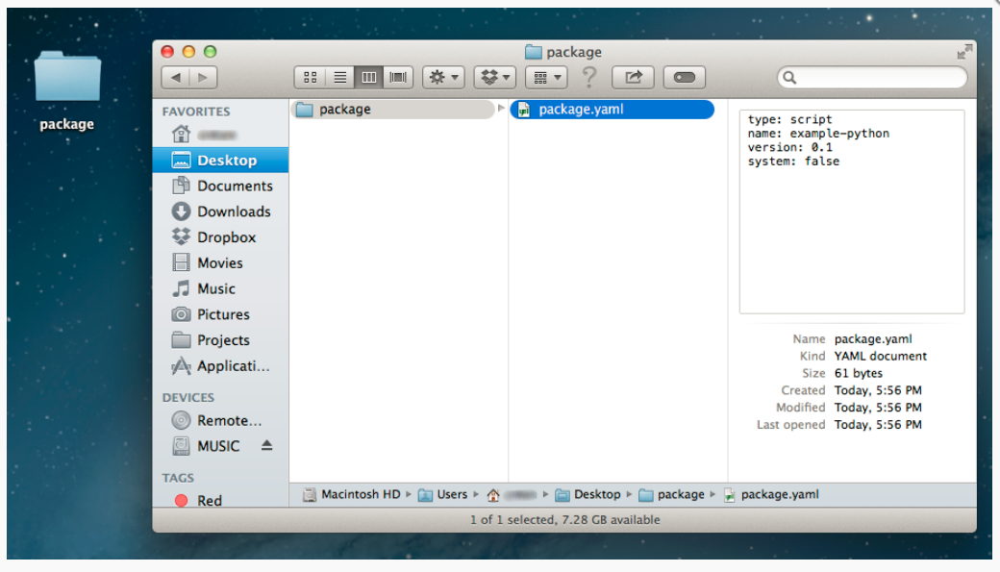 package
package
FAVORITES
Desktop
Documents
Downloads
Dropbox
Movies
Music
Pictures
Projects
Applicati...
DEVICES
Remote...
MUSIC
TAGS
Red
package
package.yaml
type: script
name: example-python
version: 0.1
system: false
Name package.yaml
Kind YAML document
Size 61 bytes
Created Today, 5:56 PM
Modified Today, 5:56 PM
Last opened Today, 5:56 PM
Macintosh HD ▸ Users ▸ ▸ Desktop ▸ package ▸ package.yaml
1 of 1 selected, 7.28 GB available